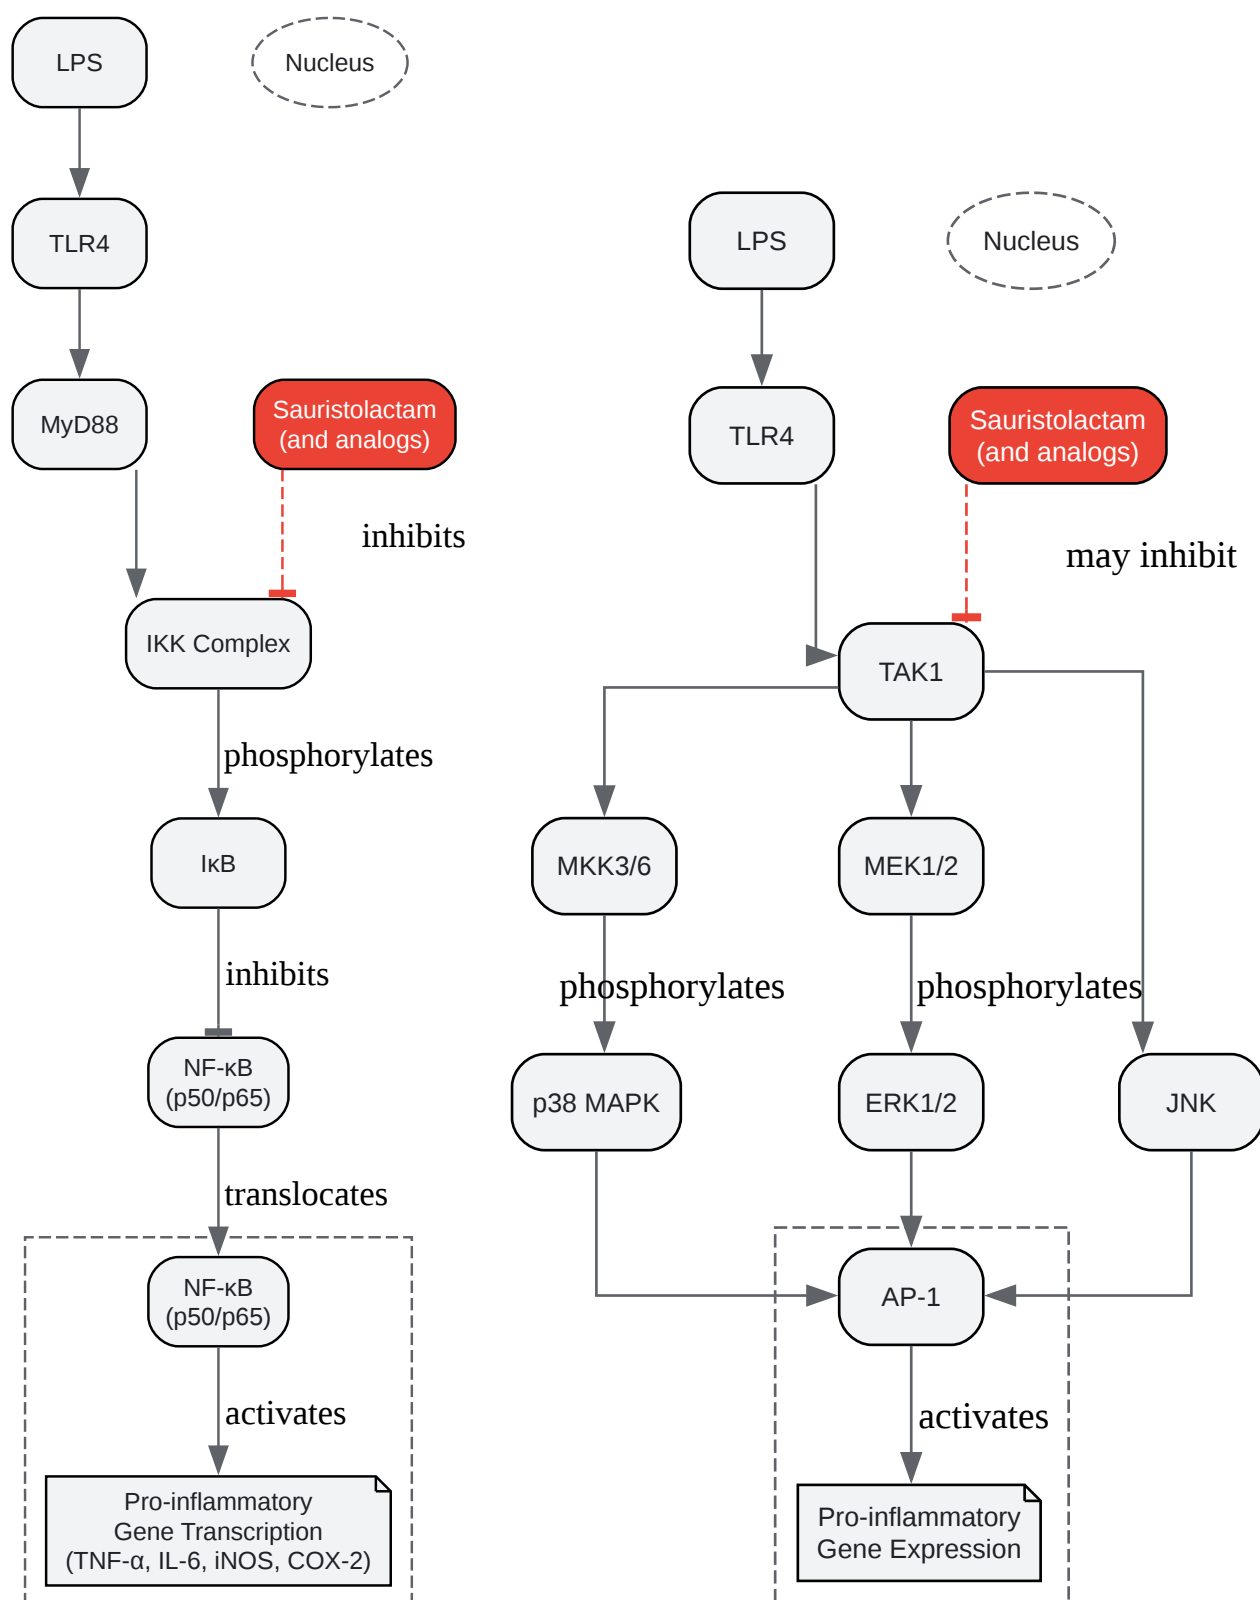 LPS
Nucleus
TLR4
MyD88
Sauristolactam
(and analogs)
inhibits
IKK Complex
phosphorylates
IκB
inhibits
NF-κB
(p50/p65)
translocates
NF-κB
(p50/p65)
activates
Pro-inflammatory
Gene Transcription
(TNF-α, IL-6, iNOS, COX-2)
LPS
Nucleus
TLR4
Sauristolactam
(and analogs)
may inhibit
TAK1
MKK3/6
MEK1/2
phosphorylates
phosphorylates
p38 MAPK
ERK1/2
JNK
AP-1
activates
Pro-inflammatory
Gene Expression